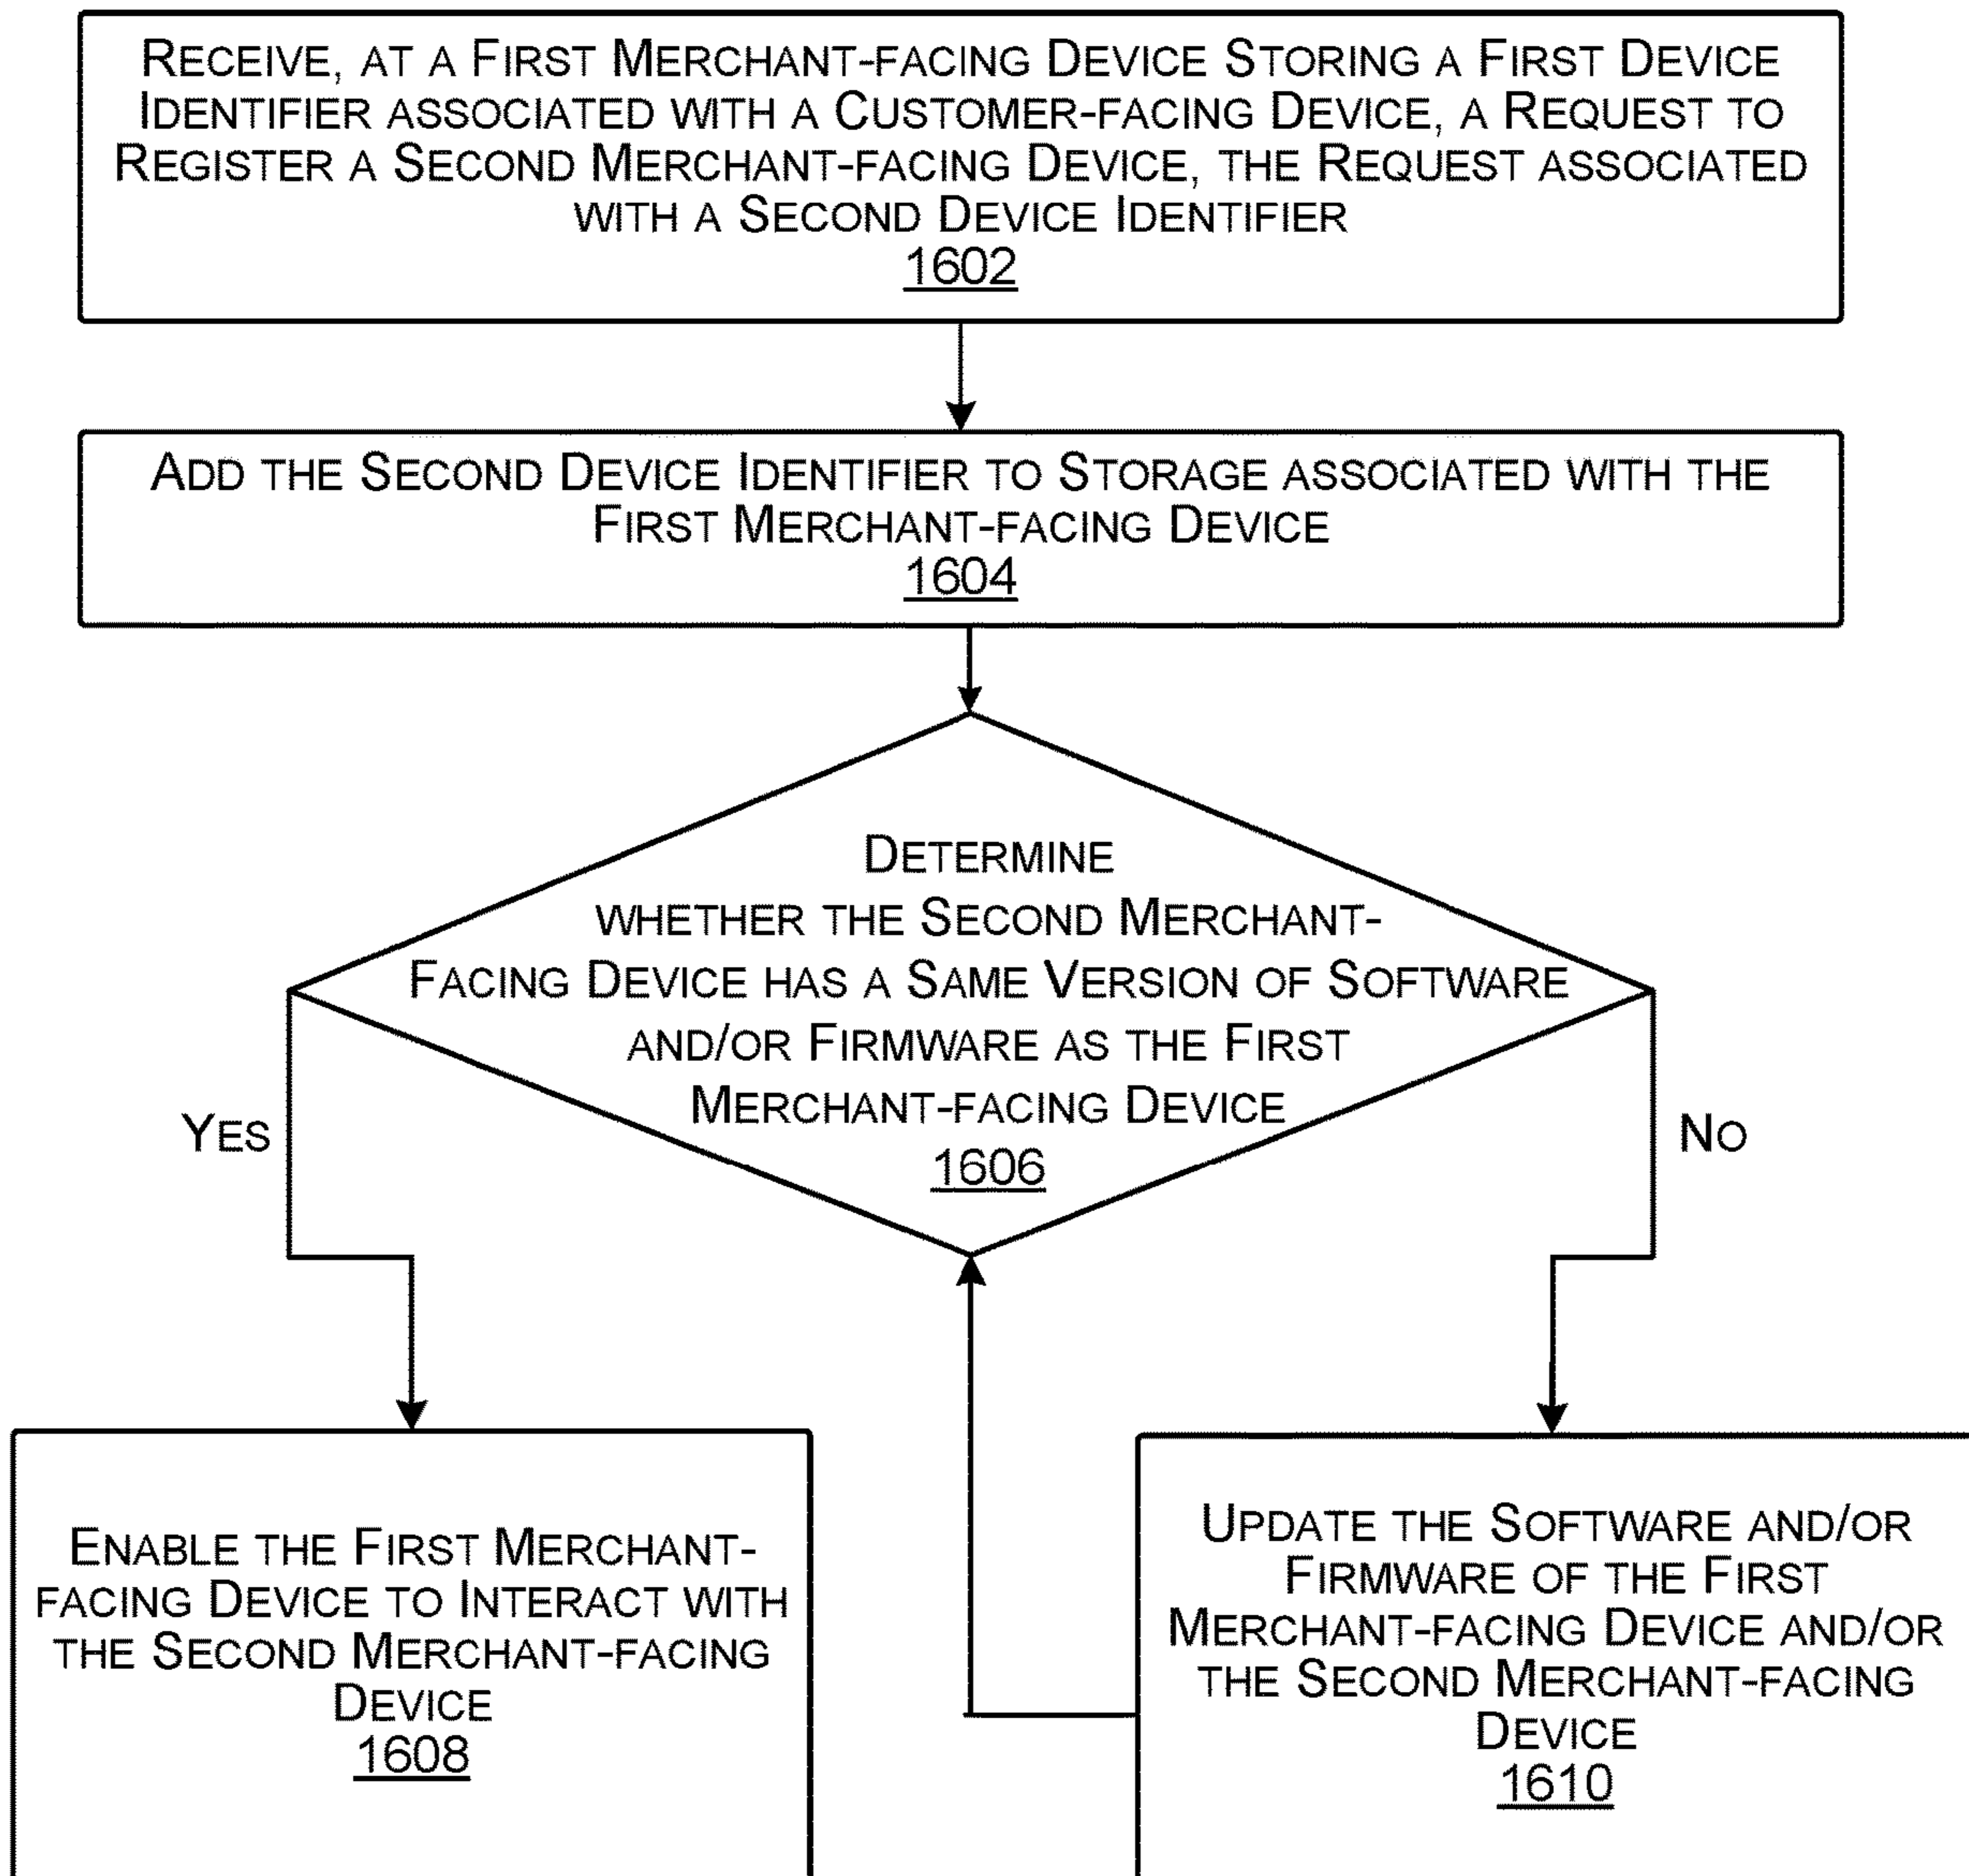 RECEIVE, AT A FIRST MERCHANT-FACING DEVICE STORING A FIRST DEVICE
IDENTIFIER ASSOCIATED WITH A CUSTOMER-FACING DEVICE, A REQUEST TO
REGISTER A SECOND MERCHANT-FACING DEVICE, THE REQUEST ASSOCIATED
WITH A SECOND DEVICE IDENTIFIER
1602
ADD THE SECOND DEVICE IDENTIFIER TO STORAGE ASSOCIATED WITH THE
FIRST MERCHANT-FACING DEVICE
1604
DETERMINE
WHETHER THE SECOND MERCHANT-
FACING DEVICE HAS A SAME VERSION OF SOFTWARE
AND/OR FIRMWARE AS THE FIRST
MERCHANT-FACING DEVICE
1606
YES
NO
ENABLE THE FIRST MERCHANT-
FACING DEVICE TO INTERACT WITH
THE SECOND MERCHANT-FACING
DEVICE
1608
UPDATE THE SOFTWARE AND/OR
FIRMWARE OF THE FIRST
MERCHANT-FACING DEVICE AND/OR
THE SECOND MERCHANT-FACING
DEVICE
1610